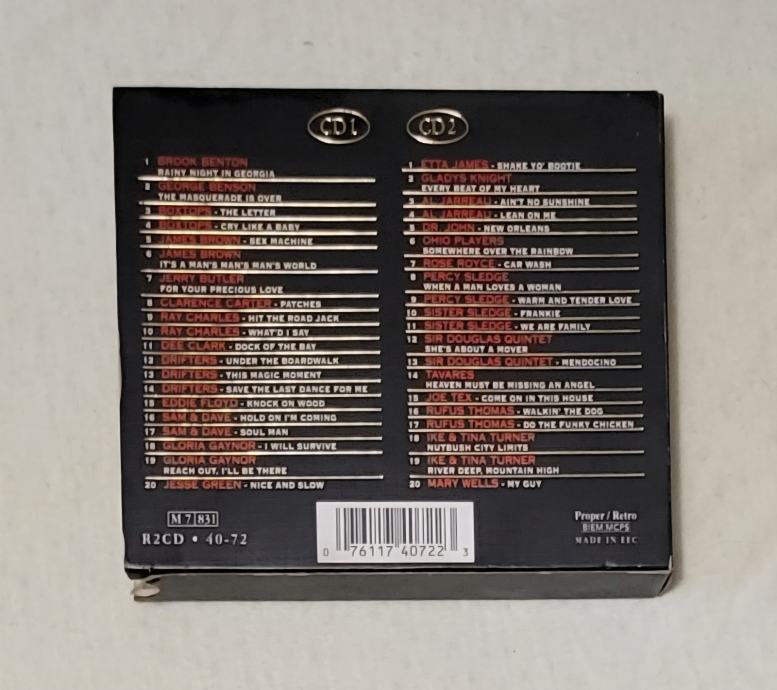 CD 1
1 BROOK BENTON
RAINY NIGHT IN GEORGIA
2 GEORGE BENSON
THE MASQUERADE IS OVER
3 BOXTOPS - THE LETTER
4 BOXTOPS - CRY LIKE A BABY
5 JAMES BROWN - SEX MACHINE
6 JAMES BROWN
IT'S A MAN'S MAN'S MAN'S WORLD
7 JERRY BUTLER
FOR YOUR PRECIOUS LOVE
8 CLARENCE CARTER - PATCHES
9 RAY CHARLES - HIT THE ROAD JACK
10 RAY CHARLES - WHAT'D I SAY
11 DEE CLARK - DOCK OF THE BAY
12 DRIFTERS - UNDER THE BOARDWALK
13 DRIFTERS - THIS MAGIC MOMENT
14 DRIFTERS - SAVE THE LAST DANCE FOR ME
15 EDDIE FLOYD - KNOCK ON WOOD
16 SAM & DAVE - HOLD ON I'M COMING
17 SAM & DAVE - SOUL MAN
18 GLORIA GAYNOR - I WILL SURVIVE
19 GLORIA GAYNOR
REACH OUT, I'LL BE THERE
20 JESSE GREEN - NICE AND SLOW
CD 2
1 ETTA JAMES - SHAKE YO' BOOTIE
2 GLADYS KNIGHT
EVERY BEAT OF MY HEART
3 AL JARREAU - AIN'T NO SUNSHINE
4 AL JARREAU - LEAN ON ME
5 DR. JOHN - NEW ORLEANS
6 OHIO PLAYERS
SOMEWHERE OVER THE RAINBOW
7 ROSE ROYCE - CAR WASH
8 PERCY SLEDGE
WHEN A MAN LOVES A WOMAN
9 PERCY SLEDGE - WARM AND TENDER LOVE
10 SISTER SLEDGE - FRANKIE
11 SISTER SLEDGE - WE ARE FAMILY
12 SIR DOUGLAS QUINTET
SHE'S ABOUT A MOVER
13 SIR DOUGLAS QUINTET - MENDOCINO
14 TAVARES
HEAVEN MUST BE MISSING AN ANGEL
15 JOE TEX - COME ON IN THIS HOUSE
16 RUFUS THOMAS - WALKIN' THE DOG
17 RUFUS THOMAS - DO THE FUNKY CHICKEN
18 IKE & TINA TURNER
NUTBUSH CITY LIMITS
19 IKE & TINA TURNER
RIVER DEEP, MOUNTAIN HIGH
20 MARY WELLS - MY GUY
M 7 831
R2CD • 40-72
0 76117 40722 3
Proper / Retro
BIEM MCPS
MADE IN EEC